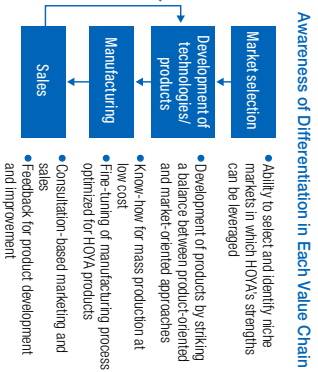 Awareness of Differentiation in Each Value Chain
Market selection
• Ability to select and identify niche
markets in which HOYA's strengths
can be leveraged
Development of
technologies/
products
• Development of products by striking
a balance between product-oriented
and market-oriented approaches
Manufacturing
• Know-how for mass production at
low cost
• Fine-tuning of manufacturing process
optimized for HOYA products
Sales
• Consultation-based marketing and
sales
• Feedback for product development
and improvement